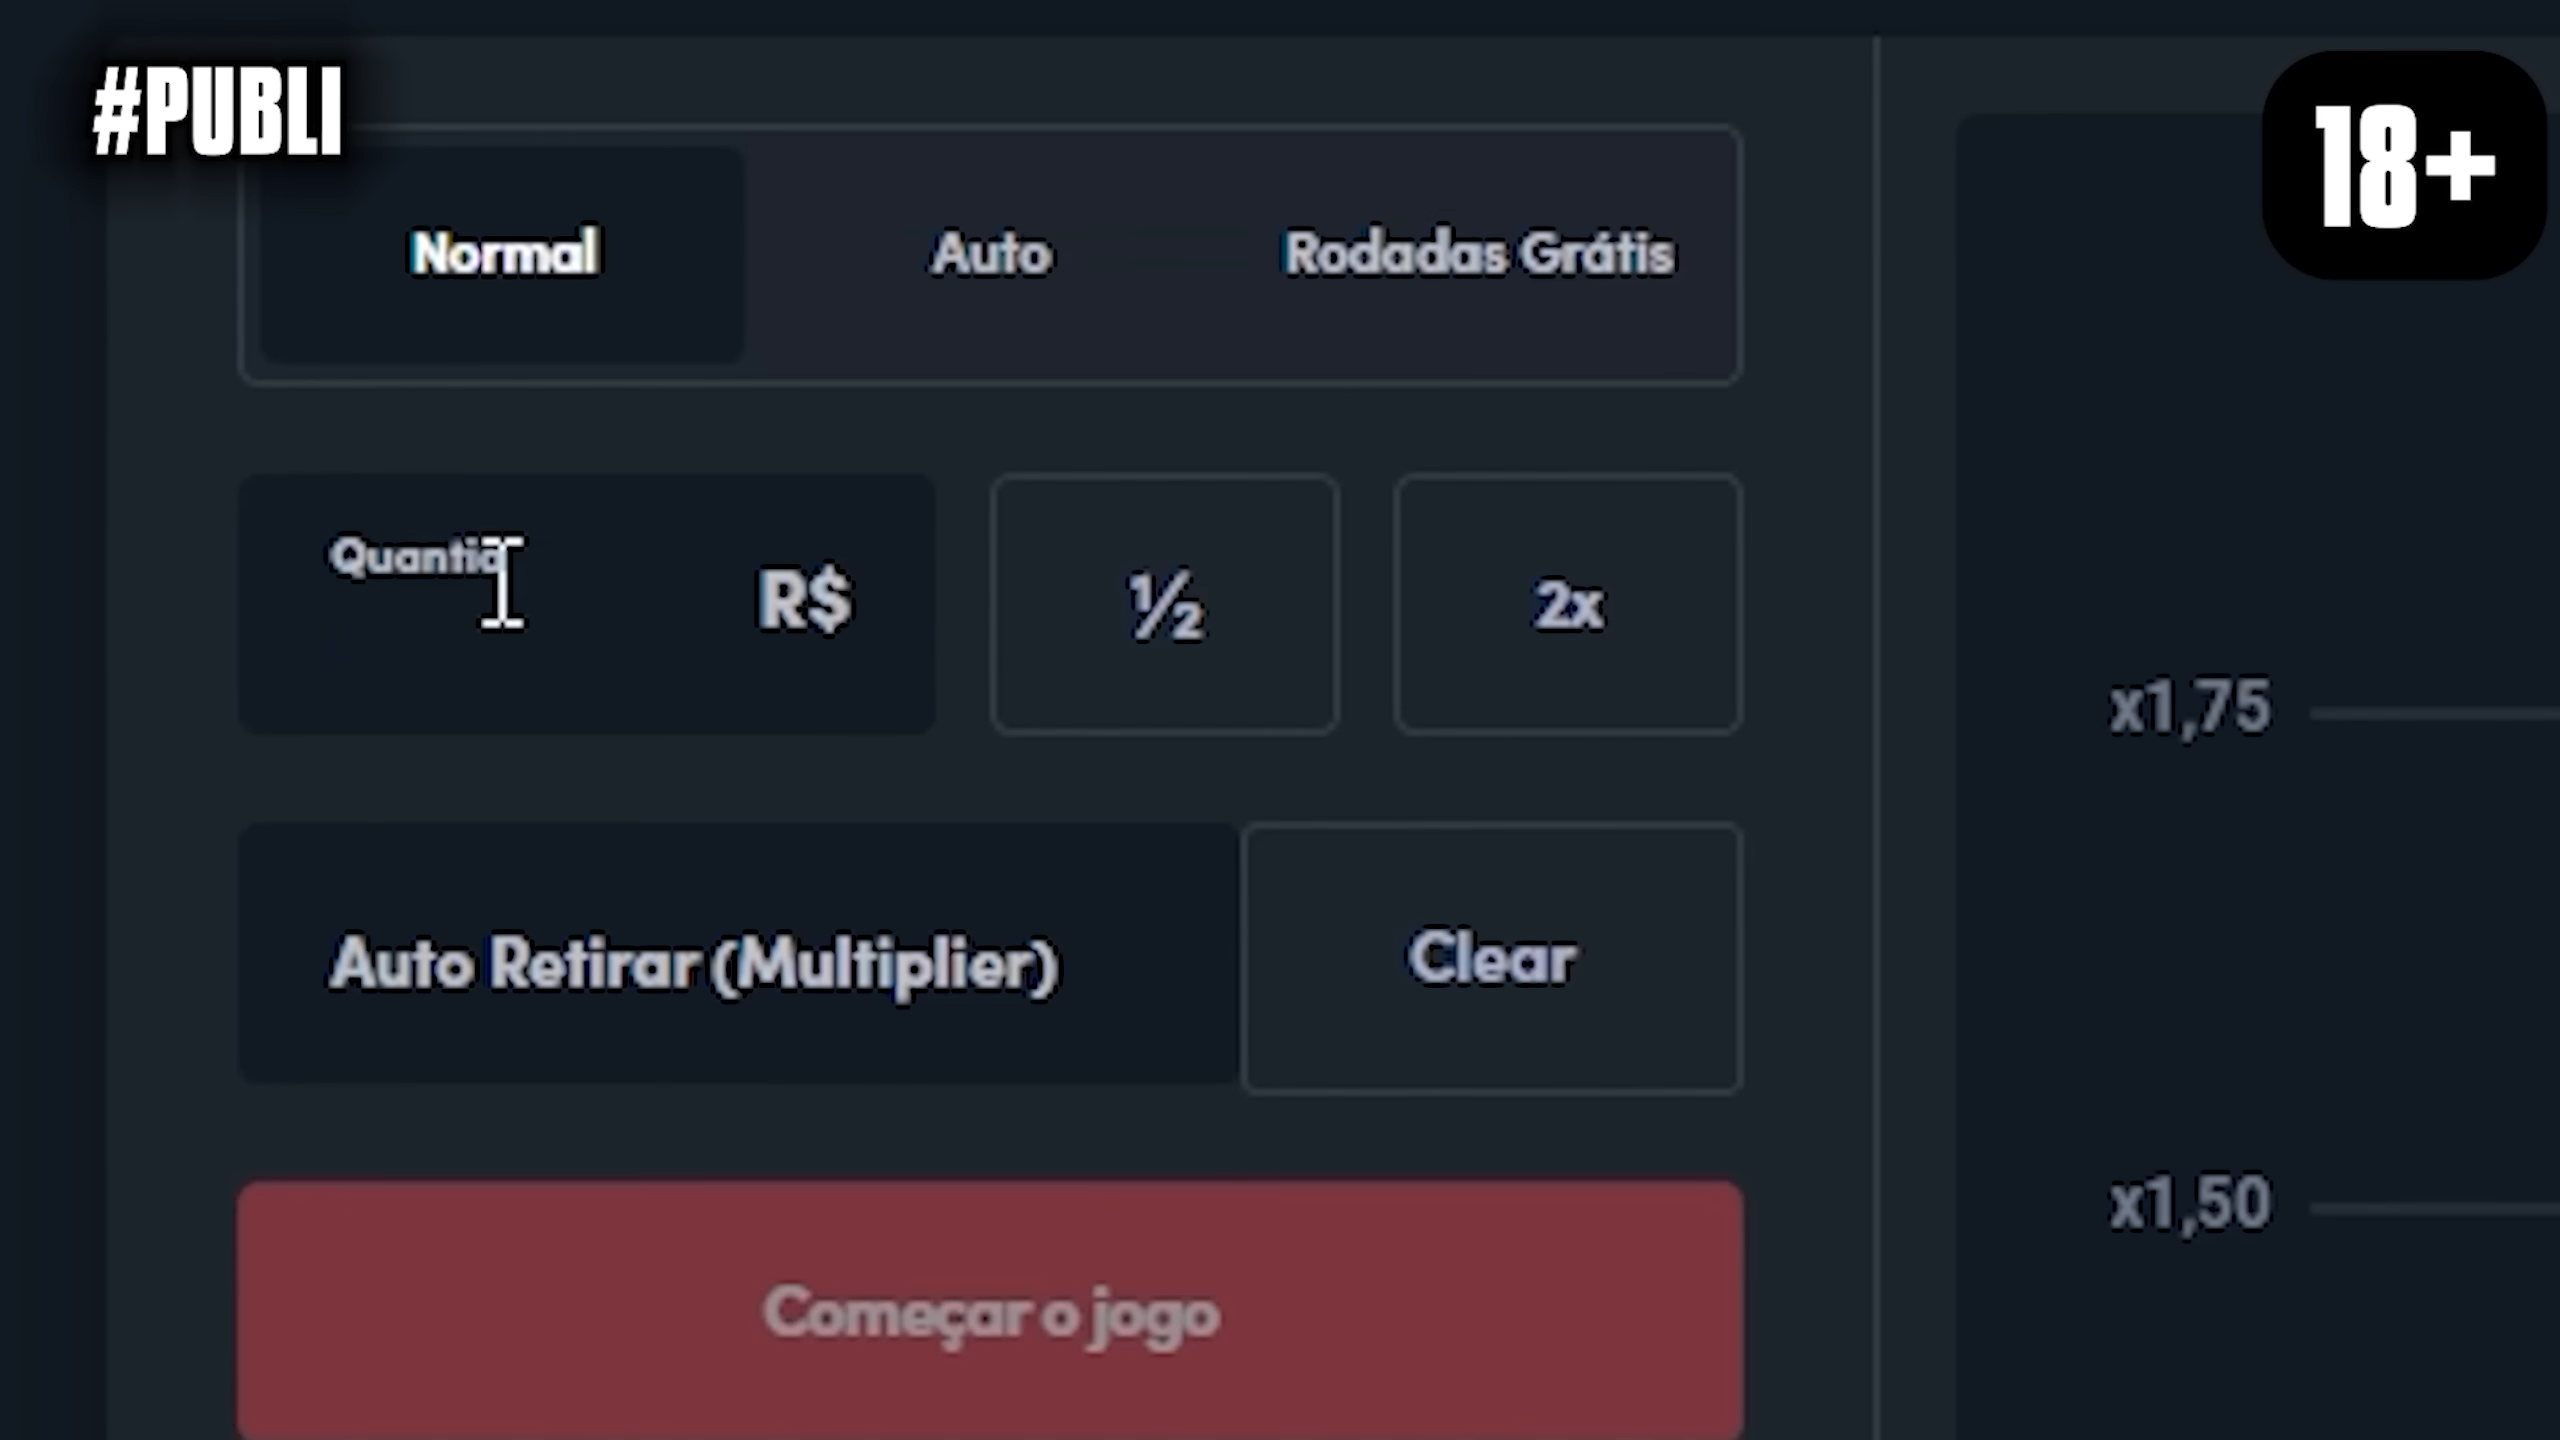 #PUBLI
18+
Normal
Auto
Rodadas Grátis
Quantia
R$
½
2x
Auto Retirar (Multiplier)
Clear
Começar o jogo
x1,75
x1,50